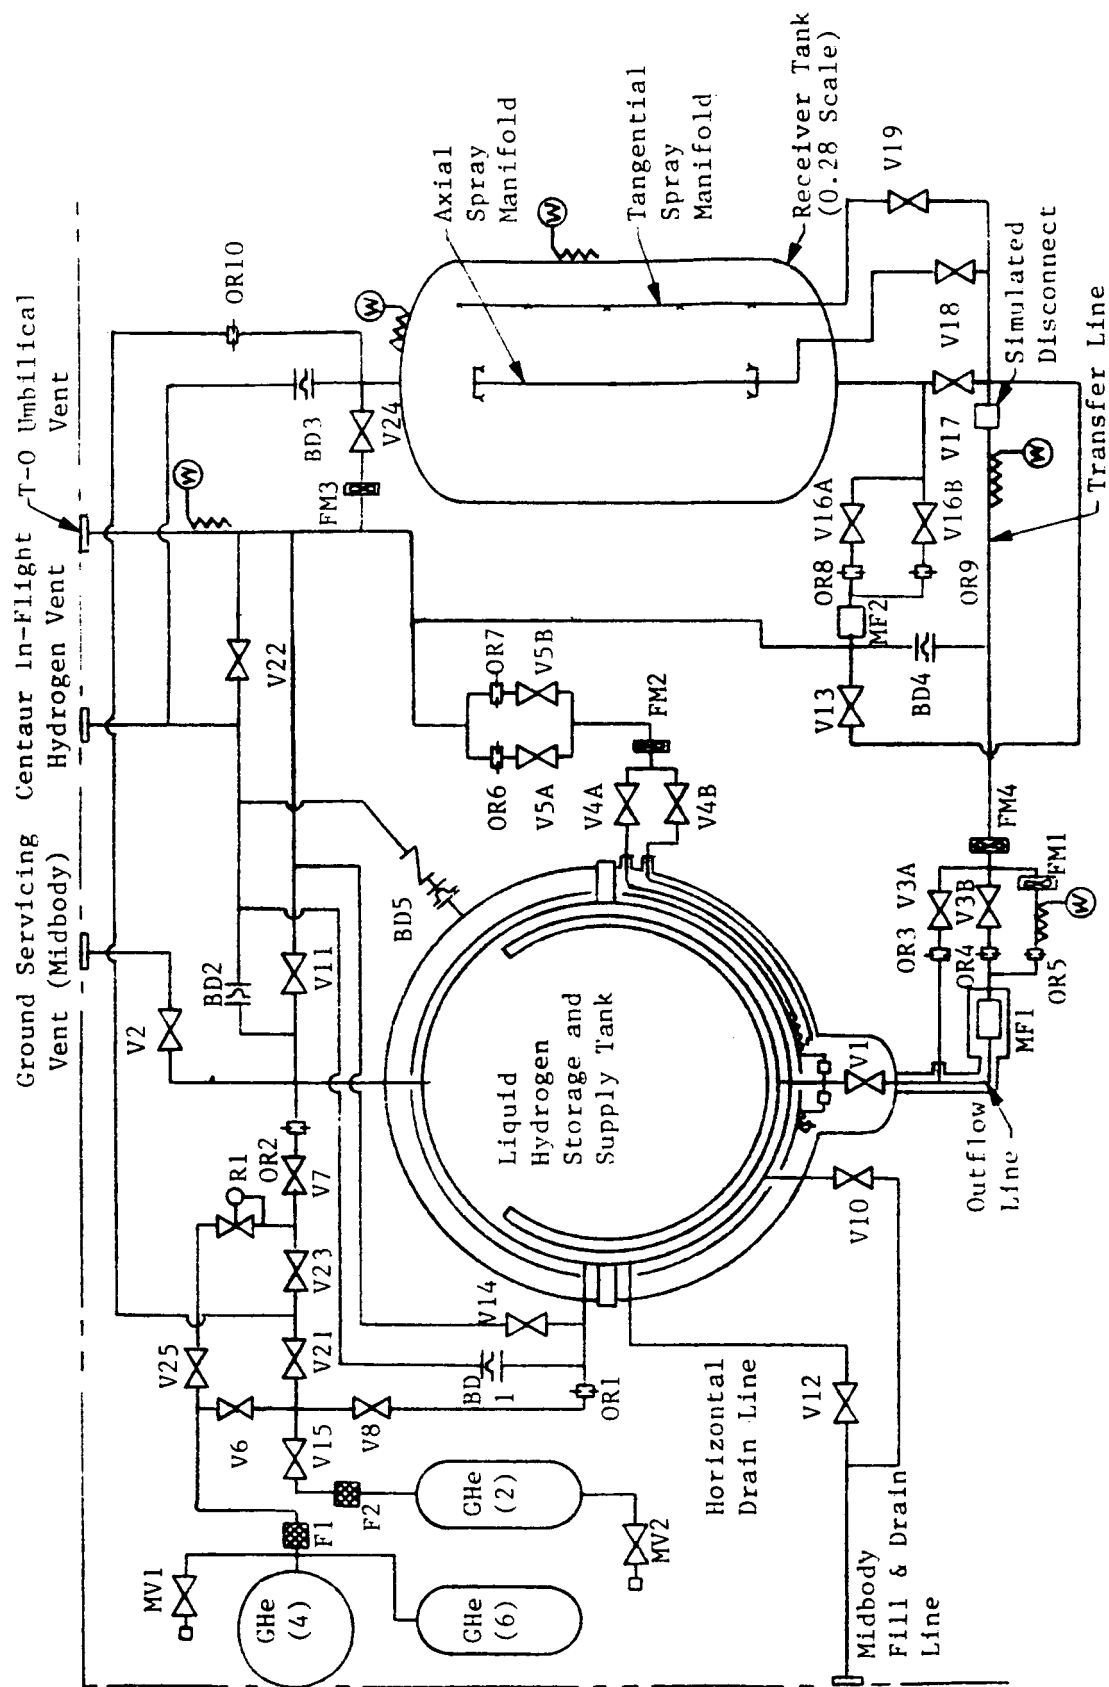 Ground Servicing
Vent (Midbody)
Centaur In-Flight
Hydrogen Vent
T-O Umbilical
Vent
MV1
GHe
(4)
GHe
(6)
F1
F2
GHe
(2)
MV2
V25
V6
V15
V8
V21
V23
R1
OR2
V7
V2
BD2
V11
V22
BD
1
V14
OR1
BD5
Liquid
Hydrogen
Storage and
Supply Tank
Horizontal
Drain Line
V12
V10
Midbody
Fill & Drain
Line
V1
Outflow
Line
MF1
OR3
V3A
OR4
V3B
OR5
FM1
W
FM4
V4A
V4B
FM2
OR6
V5A
OR7
V5B
W
BD3
FM3
V24
OR10
W
W
Axial
Spray
Manifold
Tangential
Spray
Manifold
Receiver Tank
(0.28 Scale)
V13
MF2
BD4
OR8
V16A
OR9
V16B
V17
V18
V19
W
Simulated
Disconnect
Transfer Line